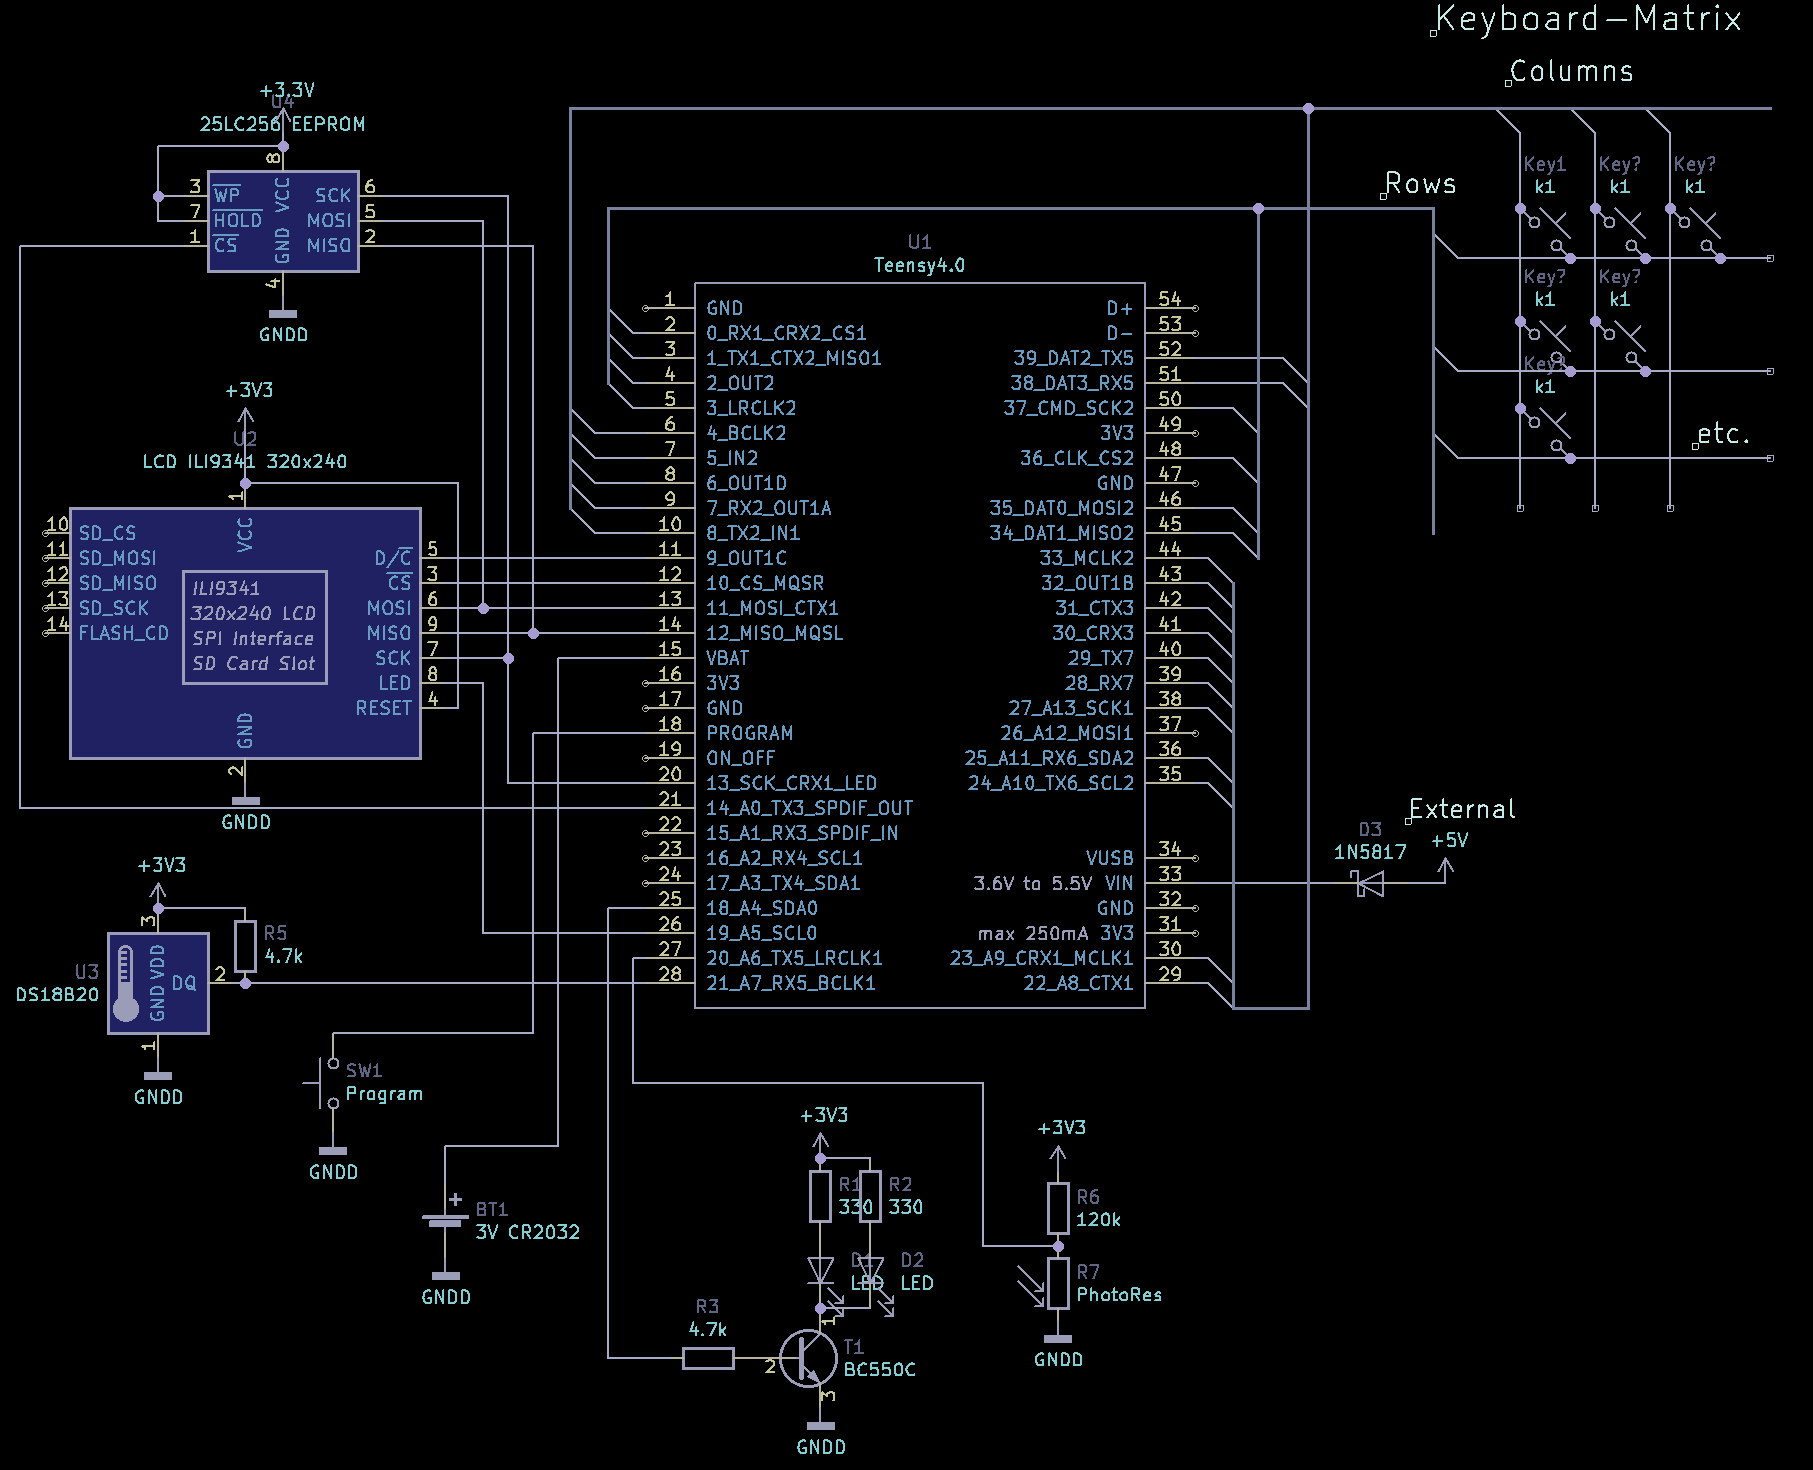 Keyboard-Matrix
Columns
Rows
etc.
External
+3.3V
U4
25LC256 EEPROM
8
3 WP VCC SCK 6
7 HOLD MOSI 5
1 CS GND MISO 2
4
GNDD
+3V3
U2
LCD ILI9341 320x240
1
VCC
10 SD_CS
11 SD_MOSI
12 SD_MISO
13 SD_SCK
14 FLASH_CD
ILI9341
320x240 LCD
SPI Interface
SD Card Slot
D/C 5
CS 3
MOSI 6
MISO 9
SCK 7
LED 8
RESET 4
GND
2
GNDD
+3V3
3
U3
DS18B20
VDD
GND
DQ 2
1
GNDD
R5
4.7k
SW1
Program
GNDD
BT1
3V CR2032
+
GNDD
U1
Teensy4.0
1 GND
2 0_RX1_CRX2_CS1
3 1_TX1_CTX2_MISO1
4 2_OUT2
5 3_LRCLK2
6 4_BCLK2
7 5_IN2
8 6_OUT1D
9 7_RX2_OUT1A
10 8_TX2_IN1
11 9_OUT1C
12 10_CS_MQSR
13 11_MOSI_CTX1
14 12_MISO_MQSL
15 VBAT
16 3V3
17 GND
18 PROGRAM
19 ON_OFF
20 13_SCK_CRX1_LED
21 14_A0_TX3_SPDIF_OUT
22 15_A1_RX3_SPDIF_IN
23 16_A2_RX4_SCL1
24 17_A3_TX4_SDA1
25 18_A4_SDA0
26 19_A5_SCL0
27 20_A6_TX5_LRCLK1
28 21_A7_RX5_BCLK1
D+ 54
D- 53
39_DAT2_TX5 52
38_DAT3_RX5 51
37_CMD_SCK2 50
3V3 49
36_CLK_CS2 48
GND 47
35_DAT0_MOSI2 46
34_DAT1_MISO2 45
33_MCLK2 44
32_OUT1B 43
31_CTX3 42
30_CRX3 41
29_TX7 40
28_RX7 39
27_A13_SCK1 38
26_A12_MOSI1 37
25_A11_RX6_SDA2 36
24_A10_TX6_SCL2 35
VUSB 34
3.6V to 5.5V VIN 33
GND 32
max 250mA 3V3 31
23_A9_CRX1_MCLK1 30
22_A8_CTX1 29
Key1 Key? Key?
k1 k1 k1
Key? Key?
k1 k1
Key?
k1
D3
1N5817
+5V
+3V3
R1
330
R2
330
D1
LED
D2
LED
R3
4.7k
1
2
3
T1
BC550C
GNDD
+3V3
R6
120k
R7
PhotoRes
GNDD